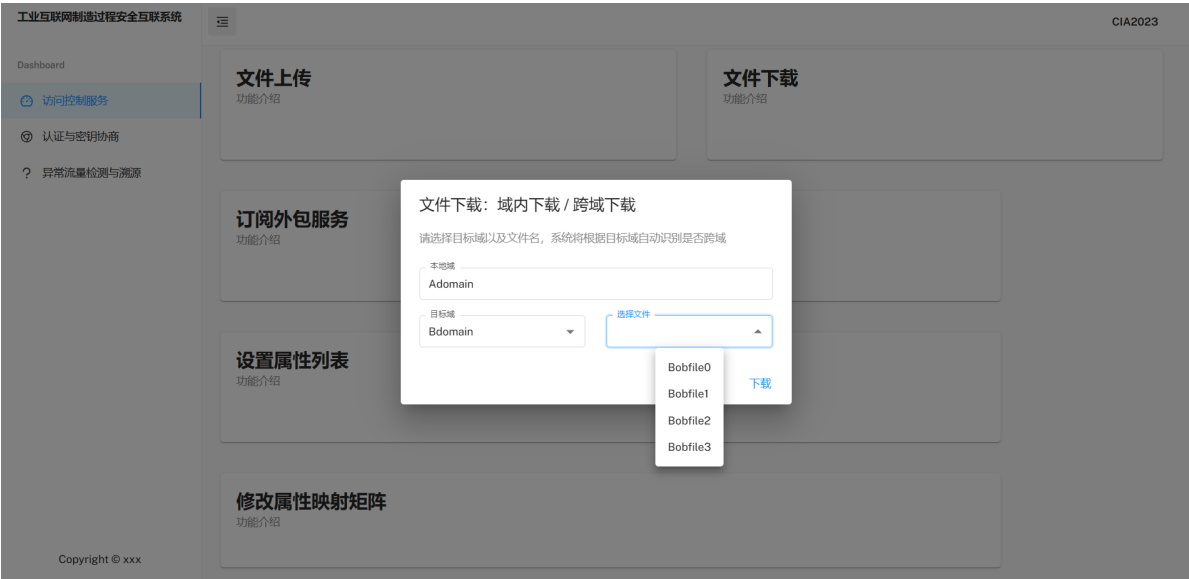 工业互联网制造过程安全互联系统
CIA2023
Dashboard
访问控制服务
认证与密钥协商
异常流量检测与溯源
文件上传
功能介绍
文件下载
功能介绍
订阅外包服务
功能介绍
设置属性列表
功能介绍
修改属性映射矩阵
功能介绍
文件下载：域内下载 / 跨域下载
请选择目标域以及文件名，系统将根据目标域自动识别是否跨域
本地域
Adomain
目标域
Bdomain
选择文件
Bobfile0
Bobfile1
Bobfile2
Bobfile3
下载
Copyright © xxx